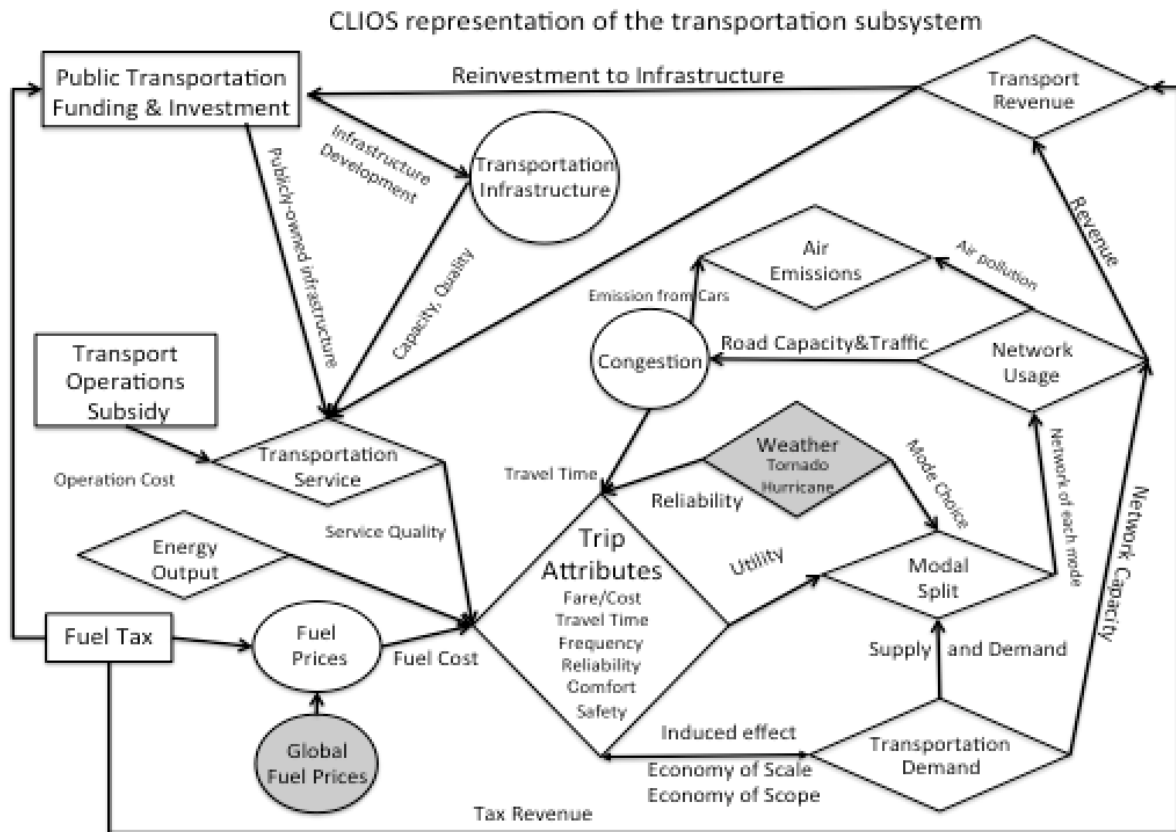 CLIOS representation of the transportation subsystem
Public Transportation
Funding & Investment
Reinvestment to Infrastructure
Transport
Revenue
Infrastructure
Development
Transportation
Infrastructure
Publicly-owned infrastructure
Capacity, Quality
Air
Emissions
Air pollution
Revenue
Emission from Cars
Transport
Operations
Subsidy
Congestion
Road Capacity&Traffic
Network
Usage
Transportation
Service
Operation Cost
Travel Time
Weather
Tornado
Hurricane
Reliability
Mode Choice
Network of each mode
Network Capacity
Service Quality
Energy
Output
Trip
Attributes
Fare/Cost
Travel Time
Frequency
Reliability
Comfort
Safety
Utility
Modal
Split
Fuel Tax
Fuel
Prices
Fuel Cost
Supply and Demand
Global
Fuel Prices
Induced effect
Economy of Scale
Economy of Scope
Transportation
Demand
Tax Revenue